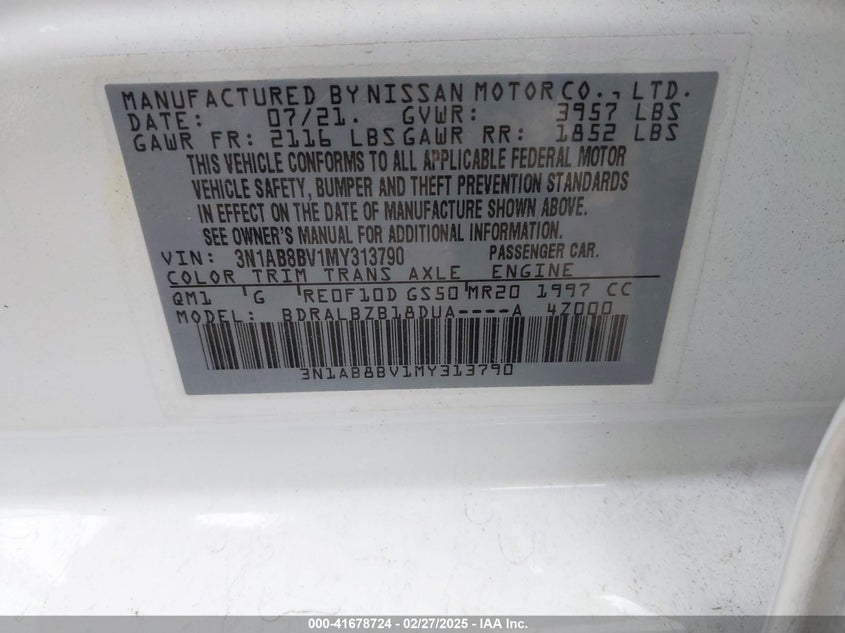 MANUFACTURED BY NISSAN MOTOR CO., LTD.
DATE: 07/21. GVWR: 3957 LBS
GAWR FR: 2116 LBS GAWR RR: 1852 LBS
THIS VEHICLE CONFORMS TO ALL APPLICABLE FEDERAL MOTOR
VEHICLE SAFETY, BUMPER AND THEFT PREVENTION STANDARDS
IN EFFECT ON THE DATE OF MANUFACTURE SHOWN ABOVE.
SEE OWNER'S MANUAL FOR ADDITIONAL INFORMATION.
VIN: 3N1AB8BV1MY313790 PASSENGER CAR.
COLOR TRIM TRANS AXLE ENGINE
QM1 G RE0F10D GS50 MR20 1997 CC
MODEL: BDRALBZB18DUA----A 4Z000
3N1AB8BV1MY313790
000-41678724 - 02/27/2025 - IAA Inc.